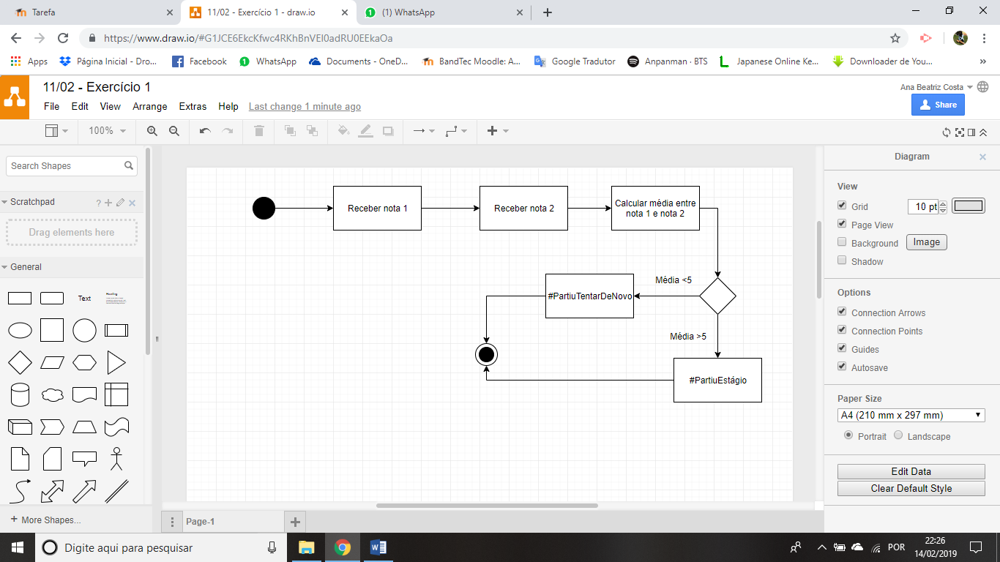 Tarefa
11/02 - Exercício 1 - draw.io
(1) WhatsApp
https://www.draw.io/#G1JCE6EkcKfwc4RKhBnVEI0adRU0EEkaOa
Apps
Página Inicial - Dro...
Facebook
WhatsApp
Documents - OneD...
BandTec Moodle: A...
Google Tradutor
Anpanman · BTS
Japanese Online Ke...
Downloader de You...
11/02 - Exercício 1
Ana Beatriz Costa
File Edit View Arrange Extras Help Last change 1 minute ago
Share
100%
Search Shapes
Scratchpad
Drag elements here
General
Text
Heading
More Shapes...
Receber nota 1
Receber nota 2
Calcular média entre
nota 1 e nota 2
Média <5
#PartiuTentarDeNovo
Média >5
#PartiuEstágio
Diagram
View
Grid
10 pt
Page View
Background
Image
Shadow
Options
Connection Arrows
Connection Points
Guides
Autosave
Paper Size
A4 (210 mm x 297 mm)
Portrait
Landscape
Edit Data
Clear Default Style
Page-1
Digite aqui para pesquisar
POR
22:26
14/02/2019